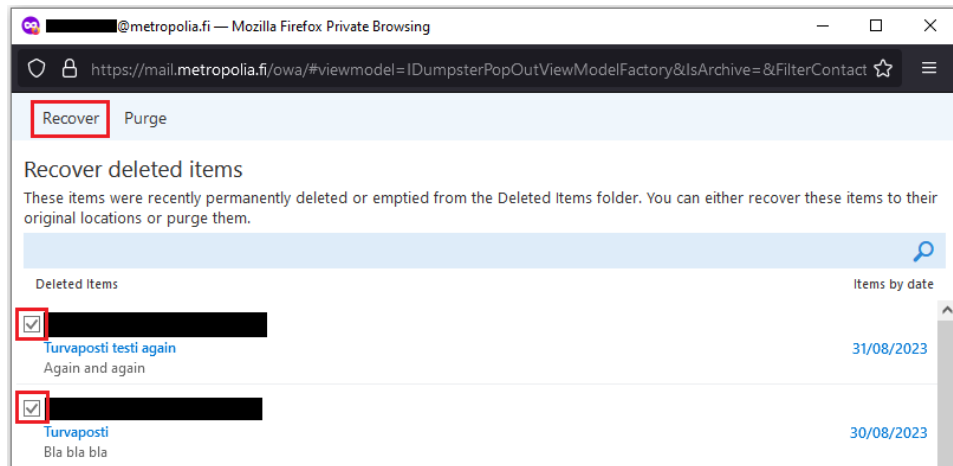 @metropolia.fi — Mozilla Firefox Private Browsing
https://mail.metropolia.fi/owa/#viewmodel=IDumpsterPopOutViewModelFactory&IsArchive=&FilterContact
Recover Purge
Recover deleted items
These items were recently permanently deleted or emptied from the Deleted Items folder. You can either recover these items to their
original locations or purge them.
Deleted Items Items by date
Turvaposti testi again 31/08/2023
Again and again
Turvaposti 30/08/2023
Bla bla bla